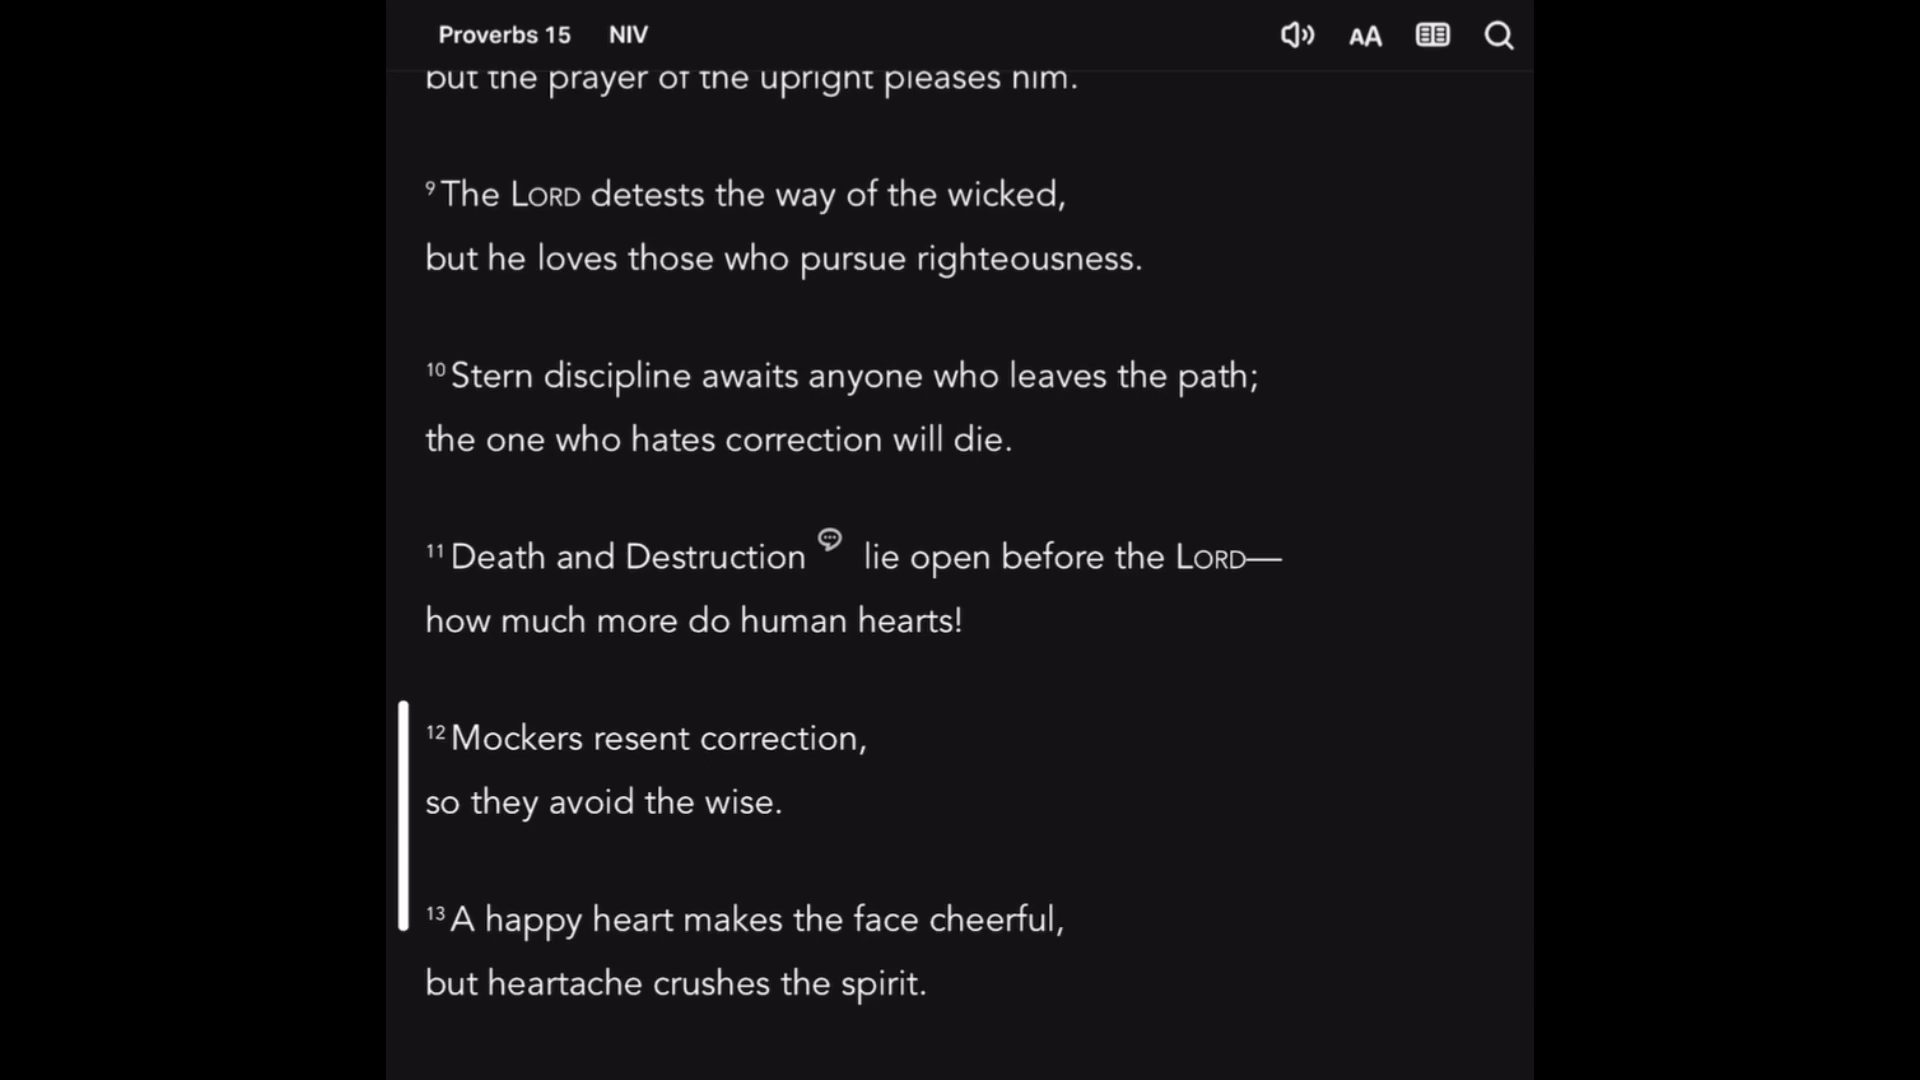 Proverbs 15 NIV
AA
but the prayer of the upright pleases him.
9 The LORD detests the way of the wicked,
but he loves those who pursue righteousness.
10 Stern discipline awaits anyone who leaves the path;
the one who hates correction will die.
11 Death and Destruction lie open before the LORD—
how much more do human hearts!
12 Mockers resent correction,
so they avoid the wise.
13 A happy heart makes the face cheerful,
but heartache crushes the spirit.